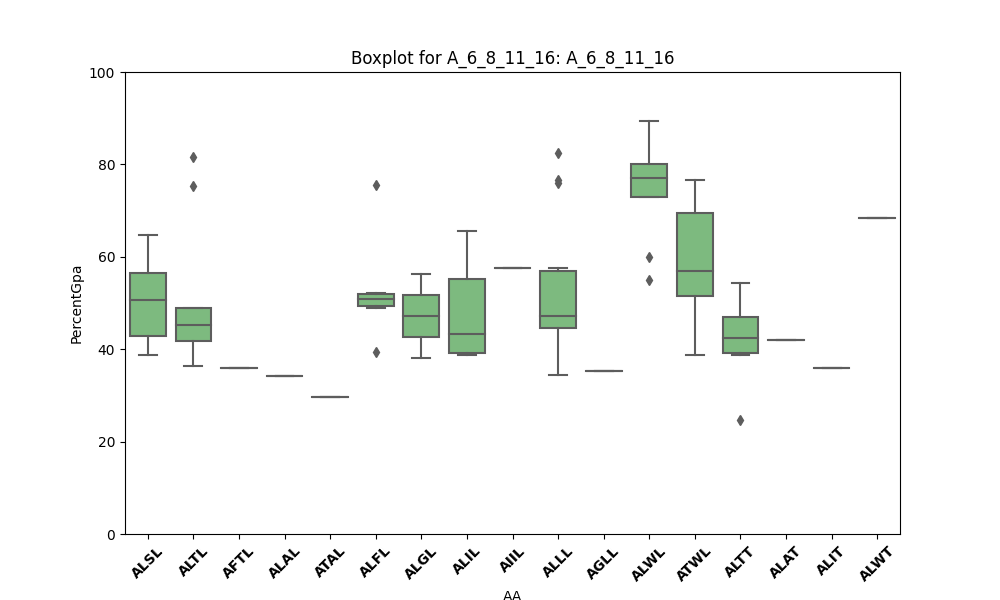 Boxplot for A_6_8_11_16: A_6_8_11_16
100
80
60
40
20
0
PercentGpa
ALSL ALTL AFTL ALAL ATAL ALFL ALGL ALIL AIIL ALLL AGLL ALWL ATWL ALTT ALAT ALIT ALWT
AA